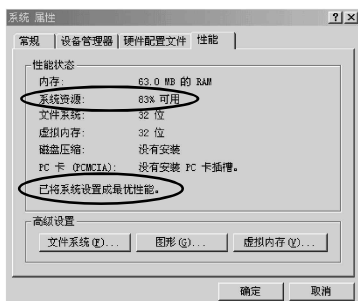 系统 属性
常规 设备管理器 硬件配置文件 性能
性能状态
内存: 63.0 MB 的 RAM
系统资源: 83% 可用
文件系统: 32 位
虚拟内存: 32 位
磁盘压缩: 没有安装
PC 卡 (PCMCIA): 没有安装 PC 卡插槽。
已将系统设置成最优性能。
高级设置
文件系统(F)... 图形(G)... 虚拟内存(V)...
确定 取消